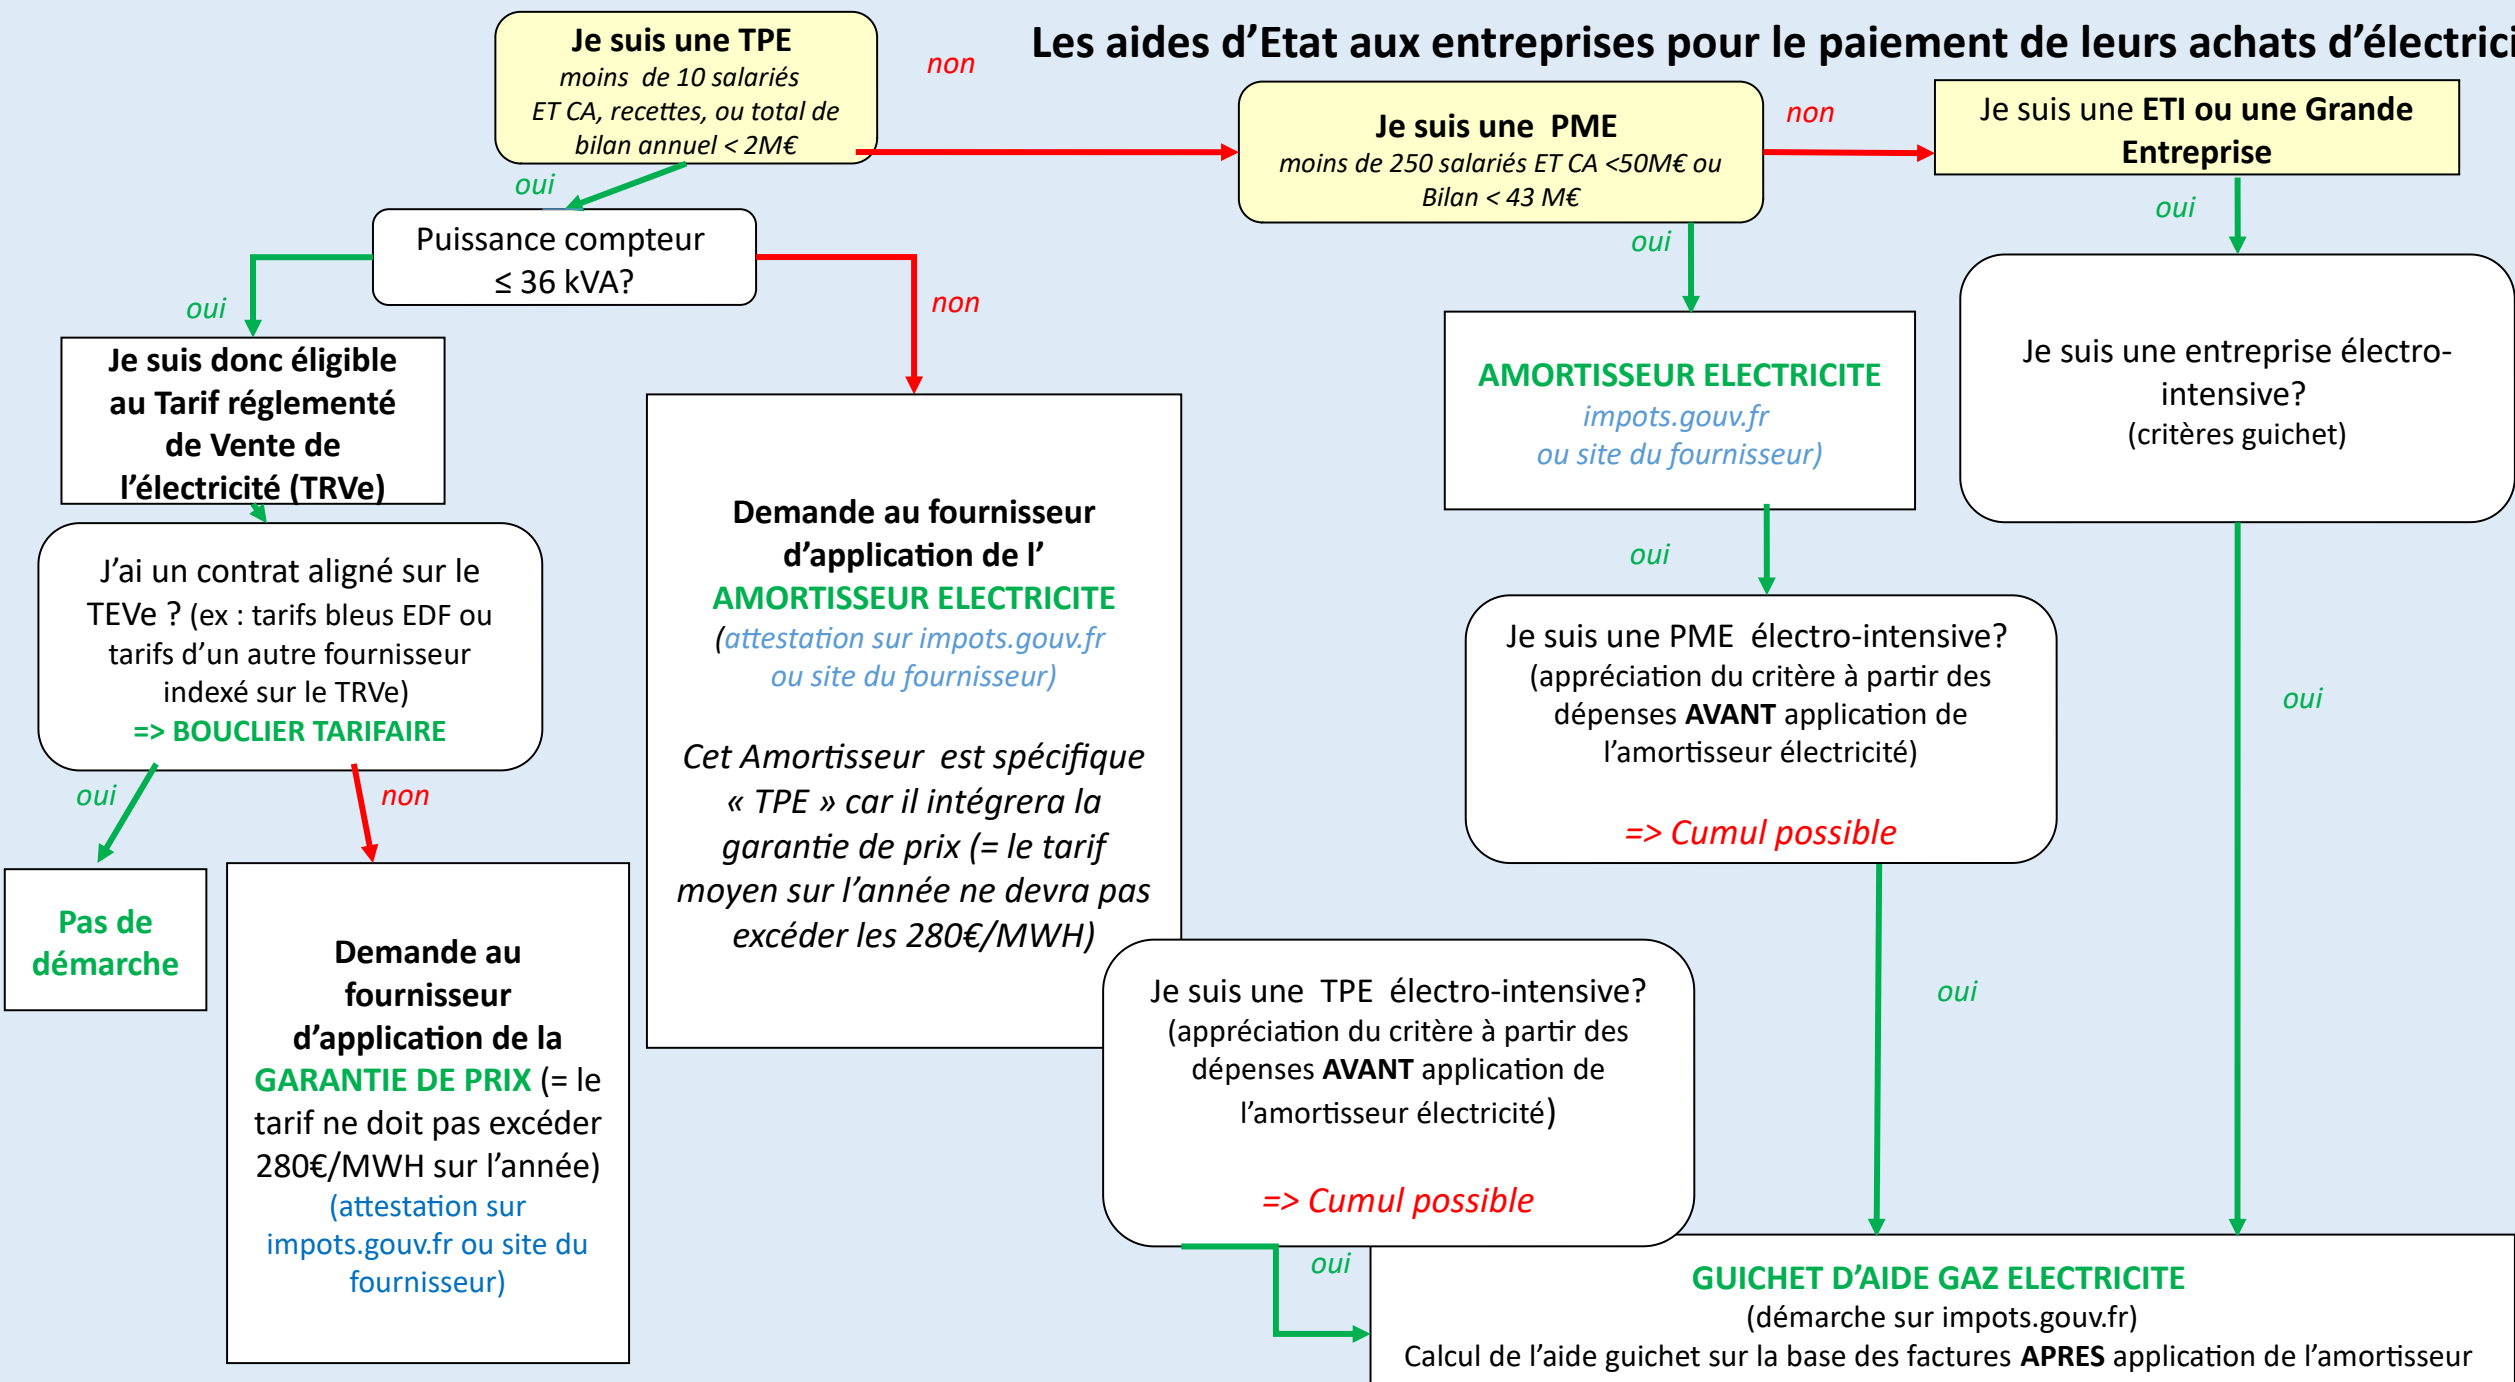 Les aides d’Etat aux entreprises pour le paiement de leurs achats d’électrici
Je suis une TPE
moins  de 10 salariés
ET CA, recettes, ou total de
bilan annuel < 2M€
non
oui
Je suis une  PME
moins de 250 salariés ET CA <50M€ ou
Bilan < 43 M€
non
oui
Je suis une ETI ou une Grande
Entreprise
oui
Puissance compteur
≤ 36 kVA?
oui
non
Je suis donc éligible
au Tarif réglementé
de Vente de
l’électricité (TRVe)
J’ai un contrat aligné sur le
TEVe ? (ex : tarifs bleus EDF ou
tarifs d’un autre fournisseur
indexé sur le TRVe)
=> BOUCLIER TARIFAIRE
oui
non
Pas de
démarche
Demande au
fournisseur
d’application de la
GARANTIE DE PRIX (= le
tarif ne doit pas excéder
280€/MWH sur l’année)
(attestation sur
impots.gouv.fr ou site du
fournisseur)
Demande au fournisseur
d’application de l’
AMORTISSEUR ELECTRICITE
(attestation sur impots.gouv.fr
ou site du fournisseur)
Cet Amortisseur  est spécifique
« TPE » car il intégrera la
garantie de prix (= le tarif
moyen sur l’année ne devra pas
excéder les 280€/MWH)
Je suis une  TPE  électro-intensive?
(appréciation du critère à partir des
dépenses AVANT application de
l’amortisseur électricité)
=> Cumul possible
oui
AMORTISSEUR ELECTRICITE
impots.gouv.fr
ou site du fournisseur)
oui
Je suis une PME  électro-intensive?
(appréciation du critère à partir des
dépenses AVANT application de
l’amortisseur électricité)
=> Cumul possible
oui
Je suis une entreprise électro-
intensive?
(critères guichet)
oui
GUICHET D’AIDE GAZ ELECTRICITE
(démarche sur impots.gouv.fr)
Calcul de l’aide guichet sur la base des factures APRES application de l’amortisseur